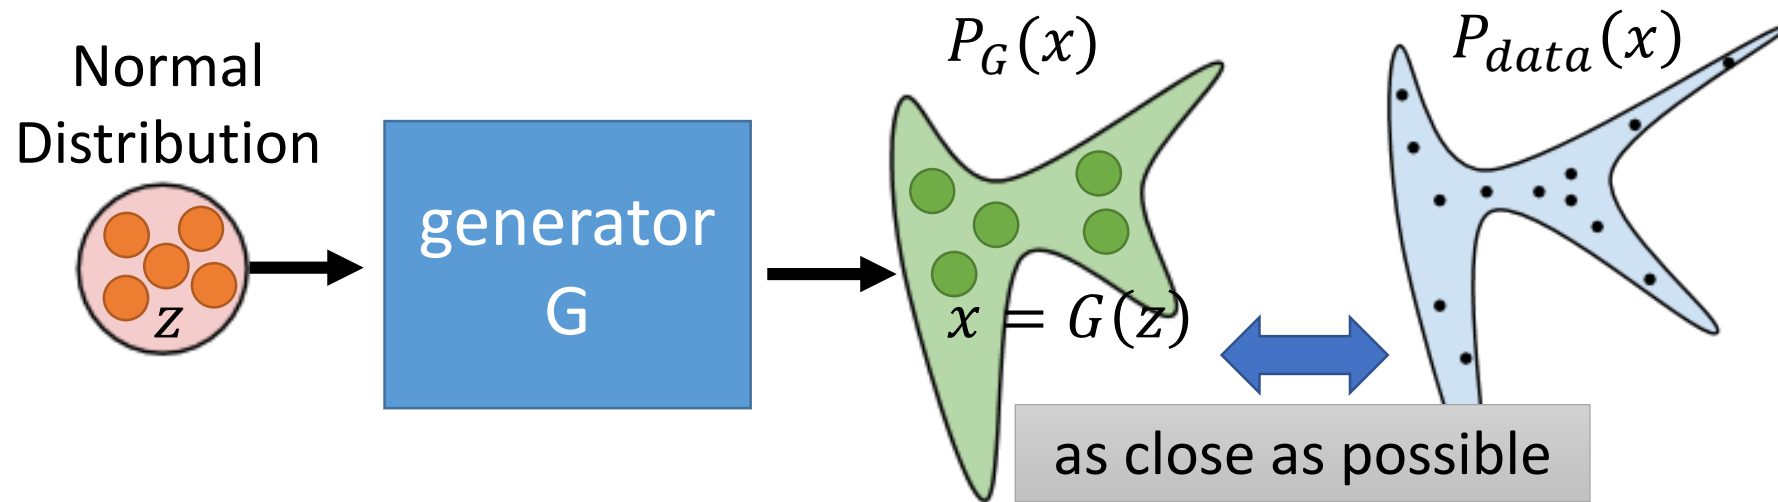 Normal
Distribution
z
generator
G
P_G(x)
x = G(z)
P_data(x)
as close as possible